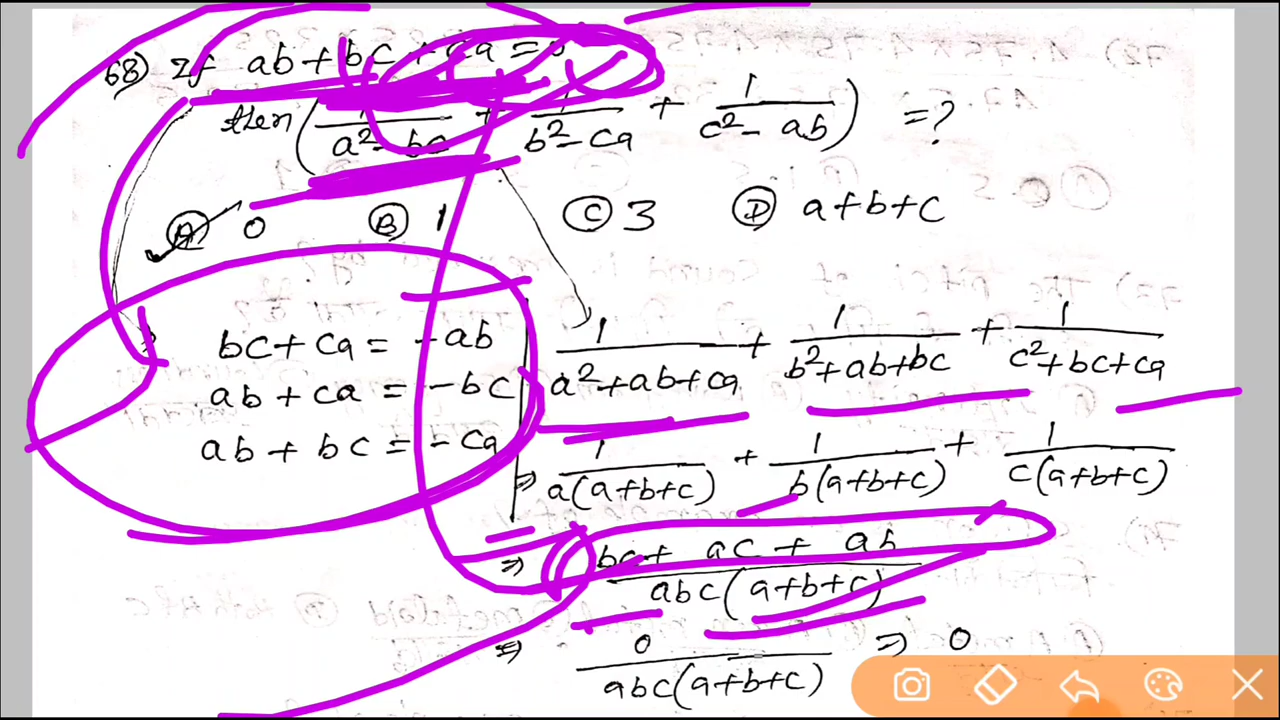 68) If ab + bc + ca = 0
then ( 1/(a² - bc) + 1/(b² - ca) + 1/(c² - ab) ) = ?
(A) 0 (B) 1 (C) 3 (D) a+b+c
bc + ca = - ab
ab + ca = - bc
ab + bc = - ca
1/(a² + ab + ca) + 1/(b² + ab + bc) + 1/(c² + bc + ca)
⇒ 1/(a(a+b+c)) + 1/(b(a+b+c)) + 1/(c(a+b+c))
⇒ (bc + ac + ab)/(abc(a+b+c))
⇒ 0/(abc(a+b+c)) ⇒ 0